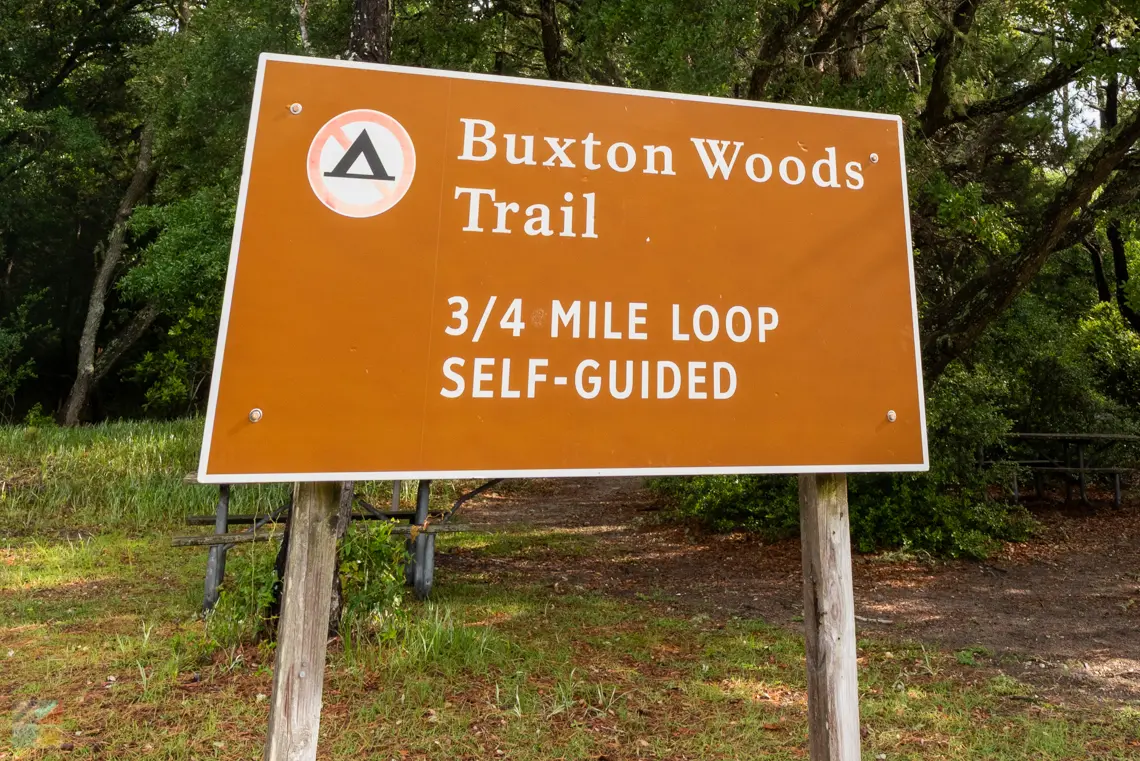 Buxton Woods
Trail
3/4 MILE LOOP
SELF-GUIDED